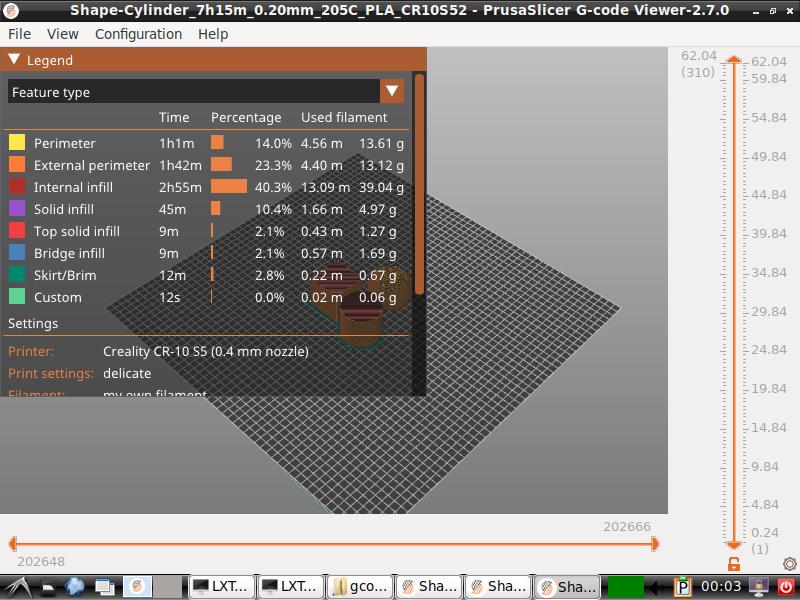 Shape-Cylinder_7h15m_0.20mm_205C_PLA_CR10S52 - PrusaSlicer G-code Viewer-2.7.0
File View Configuration Help
Legend
Feature type
Time Percentage Used filament
Perimeter 1h1m 14.0% 4.56 m 13.61 g
External perimeter 1h42m 23.3% 4.40 m 13.12 g
Internal infill 2h55m 40.3% 13.09 m 39.04 g
Solid infill 45m 10.4% 1.66 m 4.97 g
Top solid infill 9m 2.1% 0.43 m 1.27 g
Bridge infill 9m 2.1% 0.57 m 1.69 g
Skirt/Brim 12m 2.8% 0.22 m 0.67 g
Custom 12s 0.0% 0.02 m 0.06 g
Settings
Printer: Creality CR-10 S5 (0.4 mm nozzle)
Print settings: delicate
Filament: my own filament
62.04
(310)
62.04
59.84
54.84
49.84
44.84
39.84
34.84
29.84
24.84
19.84
14.84
9.84
4.84
0.24
(1)
202666
202648
LXT... LXT... gco... Sha... Sha... Sha... 00:03